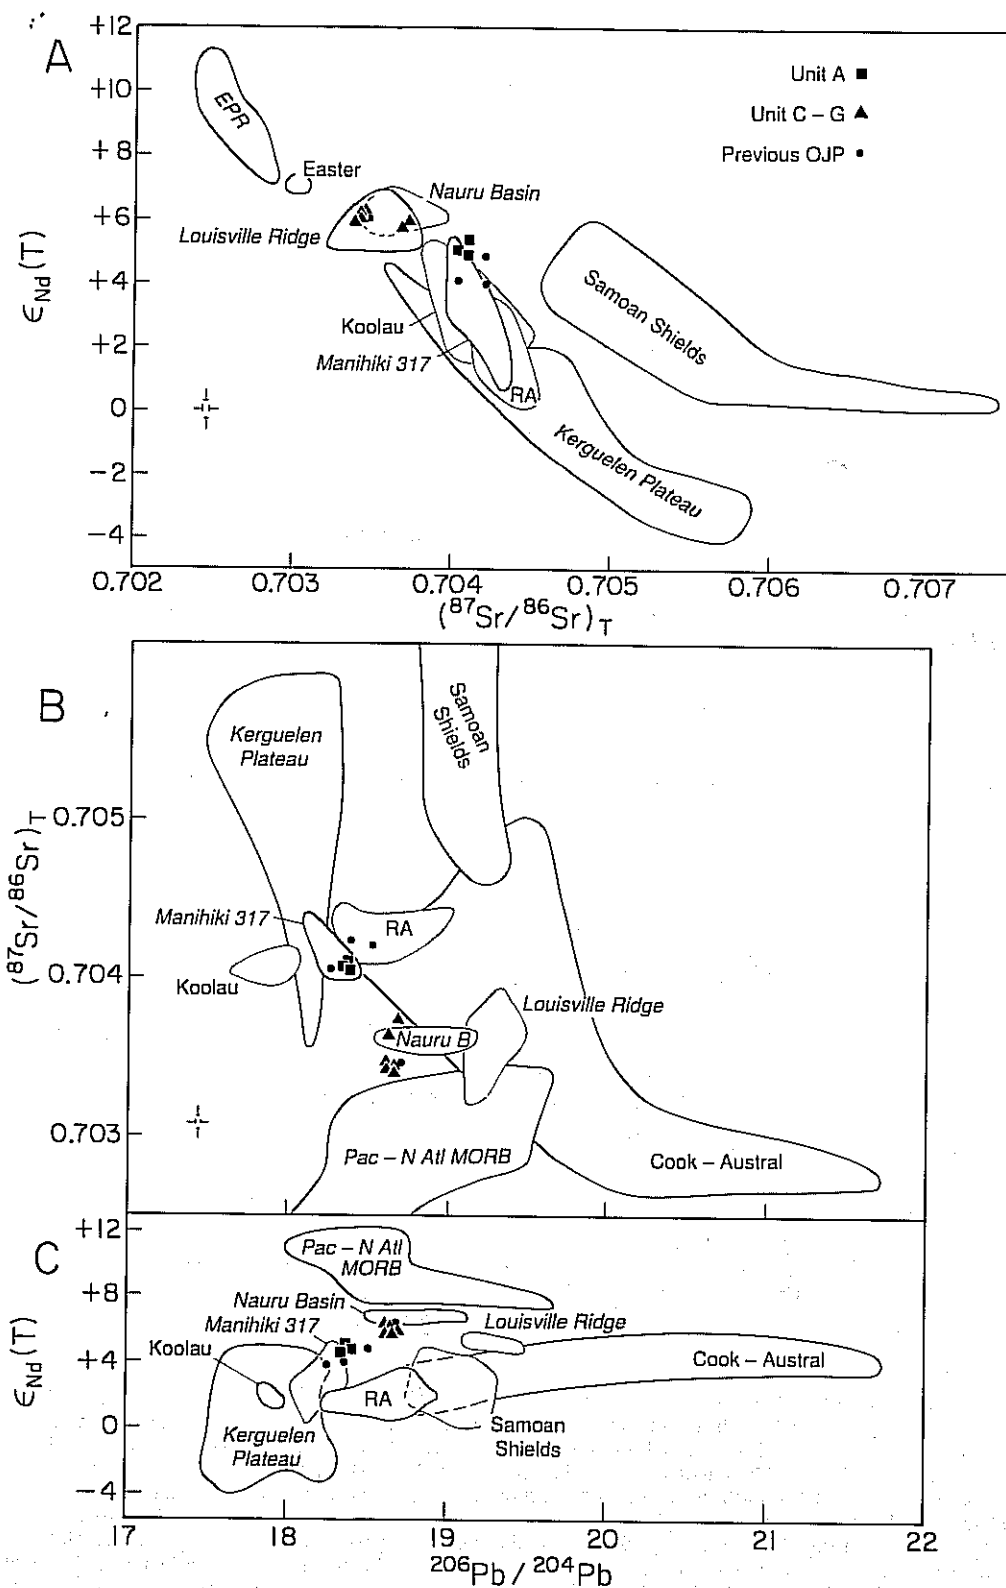 A
+12
+10
+8
+6
+4
+2
0
−2
−4
ϵNd(T)
Unit A ■
Unit C – G ▲
Previous OJP ●
EPR
Easter
Nauru Basin
Louisville Ridge
Samoan Shields
Koolau
Manihiki 317
RA
Kerguelen Plateau
0.702
0.703
0.704
0.705
0.706
0.707
(87Sr/86Sr)T
B
Kerguelen
Plateau
Samoan
Shields
0.705
(87Sr/86Sr)T
Manihiki 317
RA
0.704
Koolau
Louisville Ridge
Nauru B
0.703
Pac – N Atl MORB
Cook – Austral
C
+12
+8
+4
0
−4
ϵNd(T)
Pac – N Atl
MORB
Nauru Basin
Louisville Ridge
Manihiki 317
Koolau
Cook – Austral
RA
Samoan
Shields
Kerguelen
Plateau
17
18
19
20
21
22
206Pb/204Pb